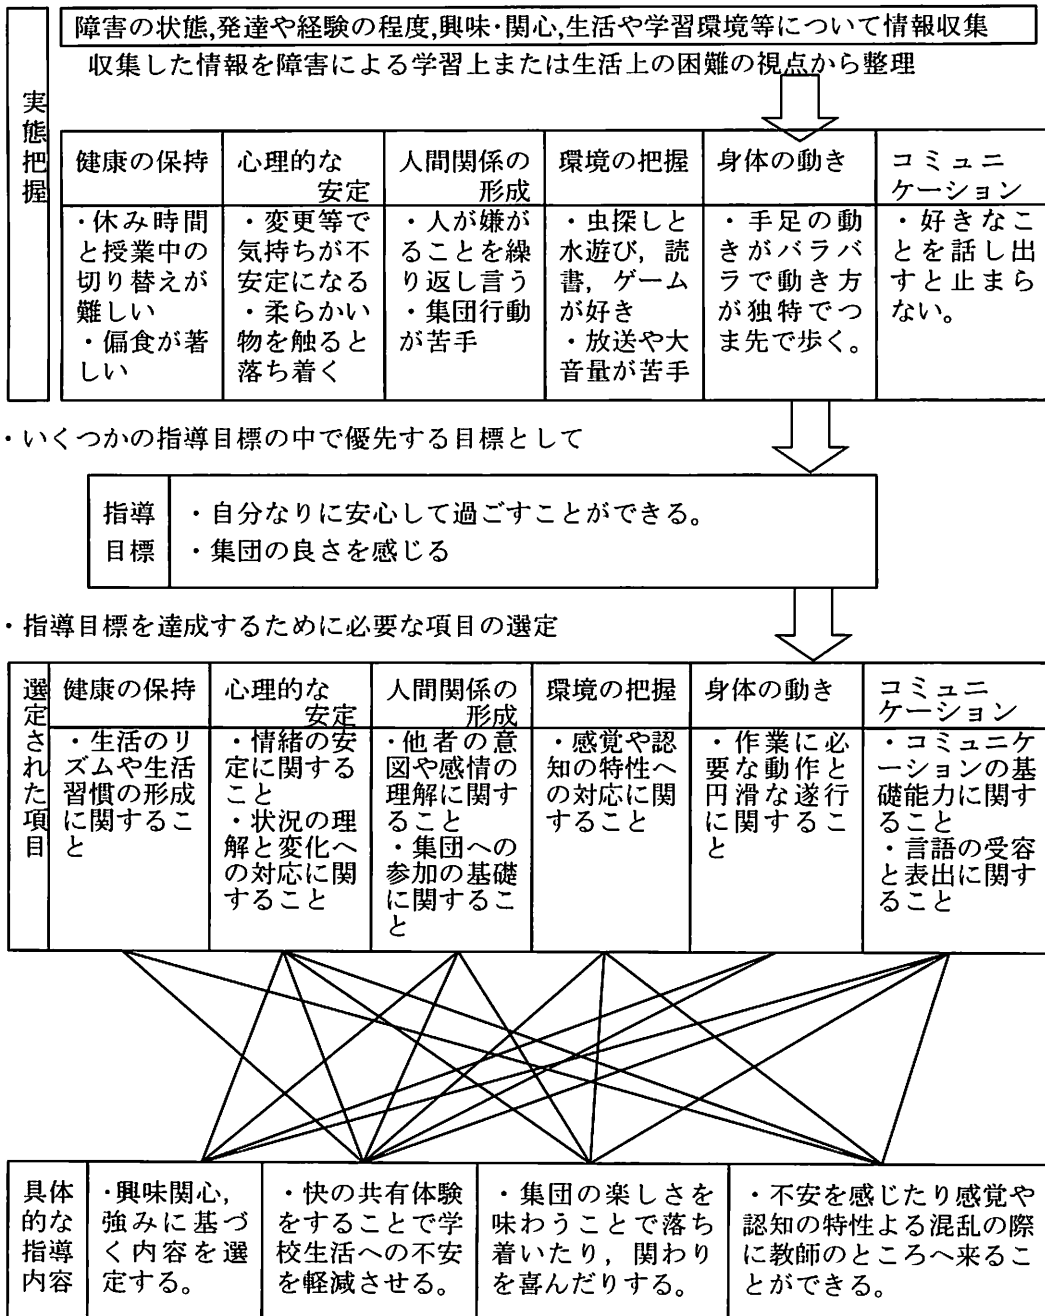 障害の状態,発達や経験の程度,興味・関心,生活や学習環境等について情報収集
収集した情報を障害による学習上または生活上の困難の視点から整理
実態把握
健康の保持
心理的な
安定
人間関係の
形成
環境の把握
身体の動き
コミュニ
ケーション
・休み時間
と授業中の
切り替えが
難しい
・偏食が著
しい
・変更等で
気持ちが不
安定になる
・柔らかい
物を触ると
落ち着く
・人が嫌が
ることを繰
り返し言う
・集団行動
が苦手
・虫探しと
水遊び，読
書，ゲーム
が好き
・放送や大
音量が苦手
・手足の動
きがバラバ
ラで動き方
が独特でつ
ま先で歩く。
・好きなこ
とを話し出
すと止まら
ない。
・いくつかの指導目標の中で優先する目標として
指導
目標
・自分なりに安心して過ごすことができる。
・集団の良さを感じる
・指導目標を達成するために必要な項目の選定
選定された項目
健康の保持
心理的な
安定
人間関係の
形成
環境の把握
身体の動き
コミュニ
ケーション
・生活のリ
ズムや生活
習慣の形成
に関するこ
と
・情緒の安
定に関する
こと
・状況の理
解と変化へ
の対応に関
すること
・他者の意
図や感情の
理解に関す
ること
・集団への
参加の基礎
に関するこ
と
・感覚や認
知の特性へ
の対応に関
すること
・作業に必
要な動作と
円滑な遂行
に関するこ
と
・コミュニケ
ーションの基
礎能力に関す
ること
・言語の受容
と表出に関す
ること
具体
的な
指導
内容
・興味関心，
強みに基づ
く内容を選
定する。
・快の共有体験
をすることで学
校生活への不安
を軽減させる。
・集団の楽しさを
味わうことで落ち
着いたり，関わり
を喜んだりする。
・不安を感じたり感覚や
認知の特性よる混乱の際
に教師のところへ来るこ
とができる。